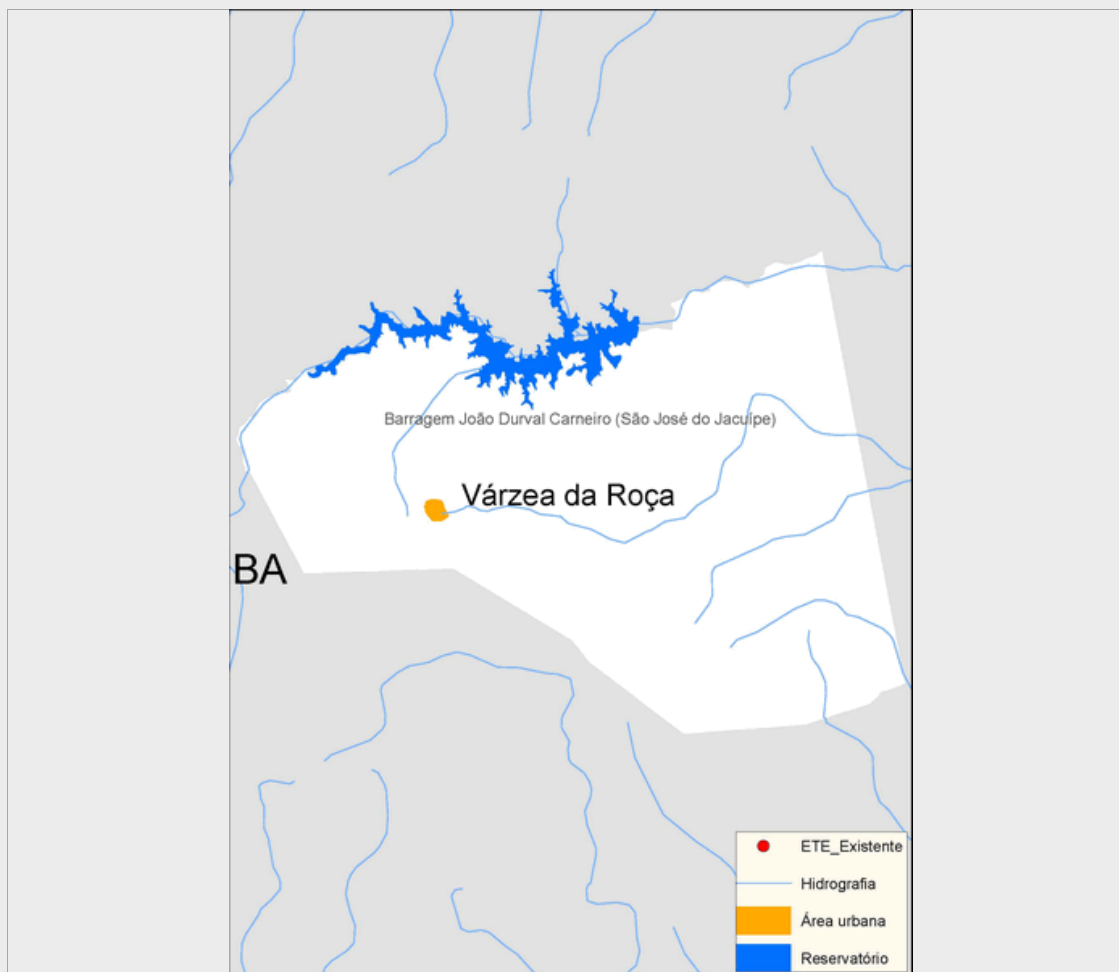 Barragem João Durval Carneiro (São José do Jacuípe)
Várzea da Roça
BA
ETE_Existente
Hidrografia
Área urbana
Reservatório